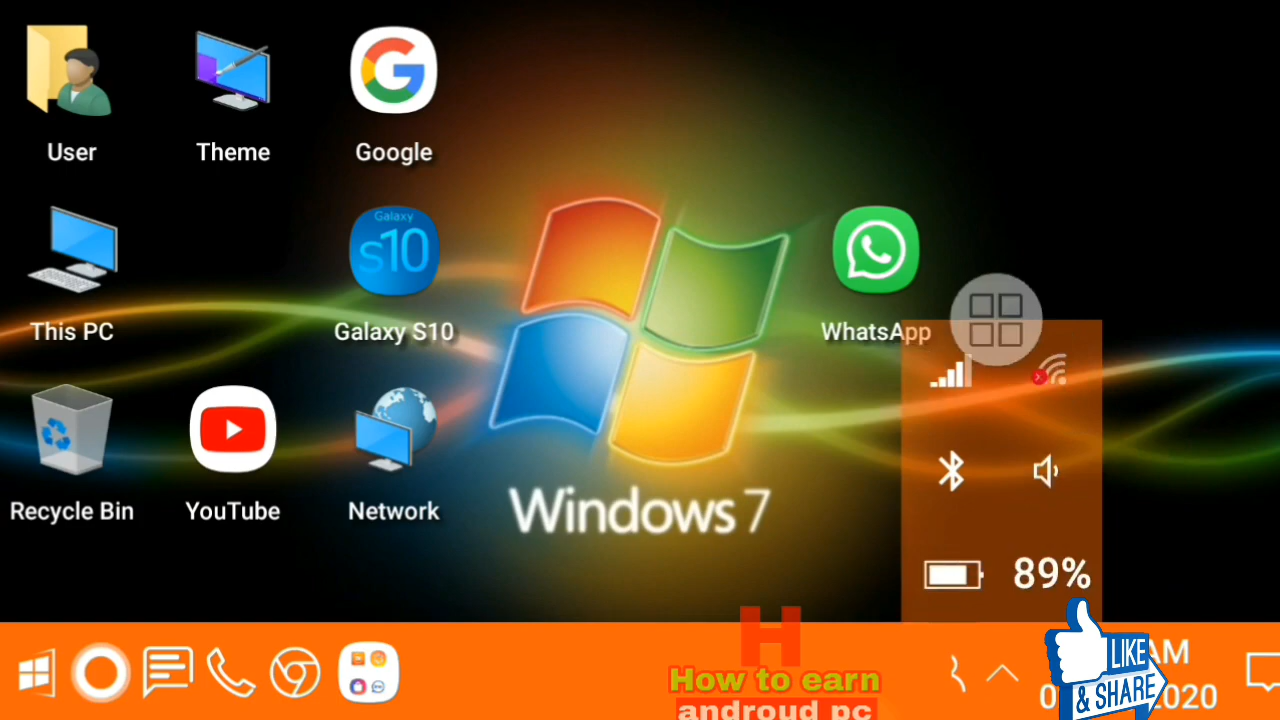 User
Theme
Google
This PC
Galaxy
s10
Galaxy S10
WhatsApp
Recycle Bin
YouTube
Network
Windows 7
89%
H
How to earn
androud pc
LIKE
& SHARE
AM
2020